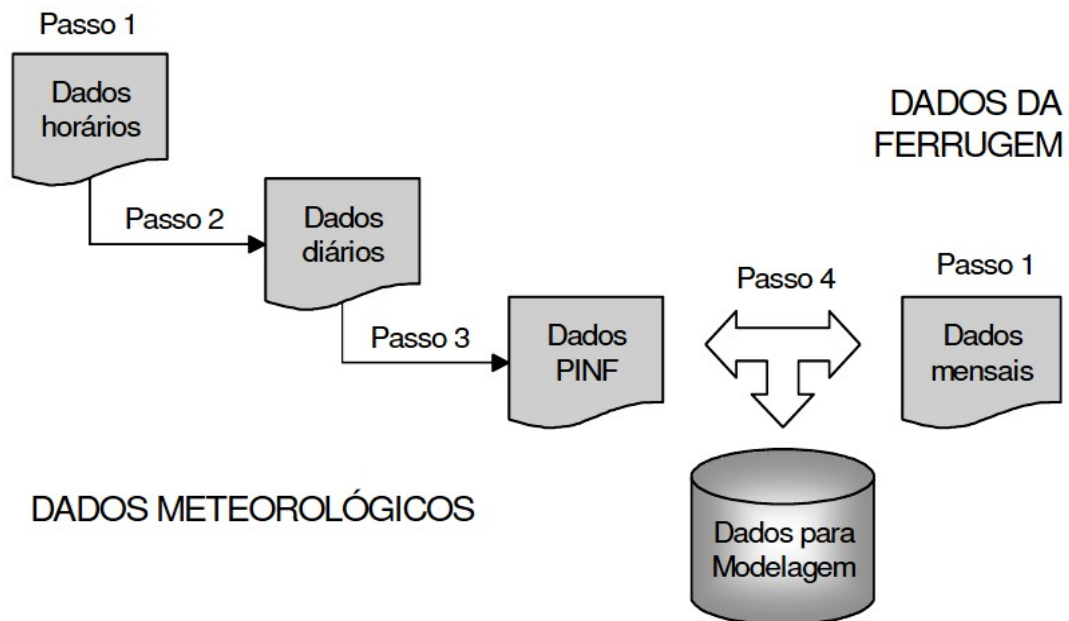 Passo 1
Dados
horários
DADOS DA
FERRUGEM
Passo 2
Dados
diários
Passo 3
Dados
PINF
Passo 4
Passo 1
Dados
mensais
DADOS METEOROLÓGICOS
Dados para
Modelagem